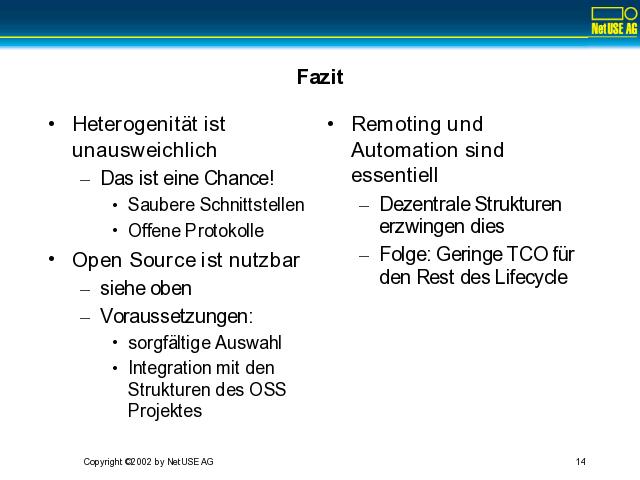 NetUSE AG
Fazit
• Heterogenität ist
unausweichlich
– Das ist eine Chance!
• Saubere Schnittstellen
• Offene Protokolle
• Open Source ist nutzbar
– siehe oben
– Voraussetzungen:
• sorgfältige Auswahl
• Integration mit den
Strukturen des OSS
Projektes
• Remoting und
Automation sind
essentiell
– Dezentrale Strukturen
erzwingen dies
– Folge: Geringe TCO für
den Rest des Lifecycle
Copyright ©2002 by NetUSE AG
14